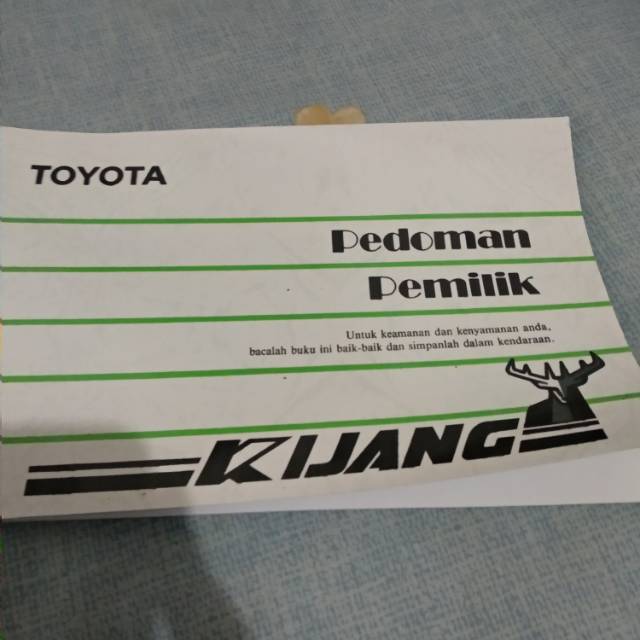 TOYOTA
Pedoman
Pemilik
Untuk keamanan dan kenyamanan anda,
bacalah buku ini baik-baik dan simpanlah dalam kendaraan.
KIJANG